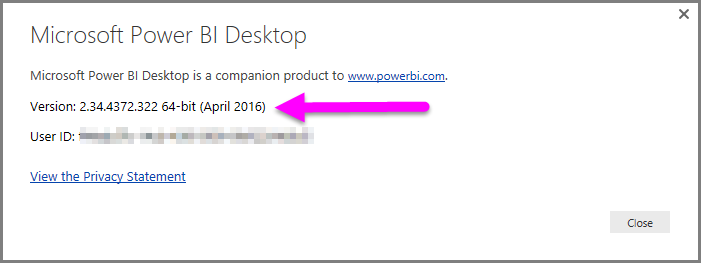 Microsoft Power BI Desktop
Microsoft Power BI Desktop is a companion product to www.powerbi.com.
Version: 2.34.4372.322 64-bit (April 2016)
User ID:
View the Privacy Statement
Close